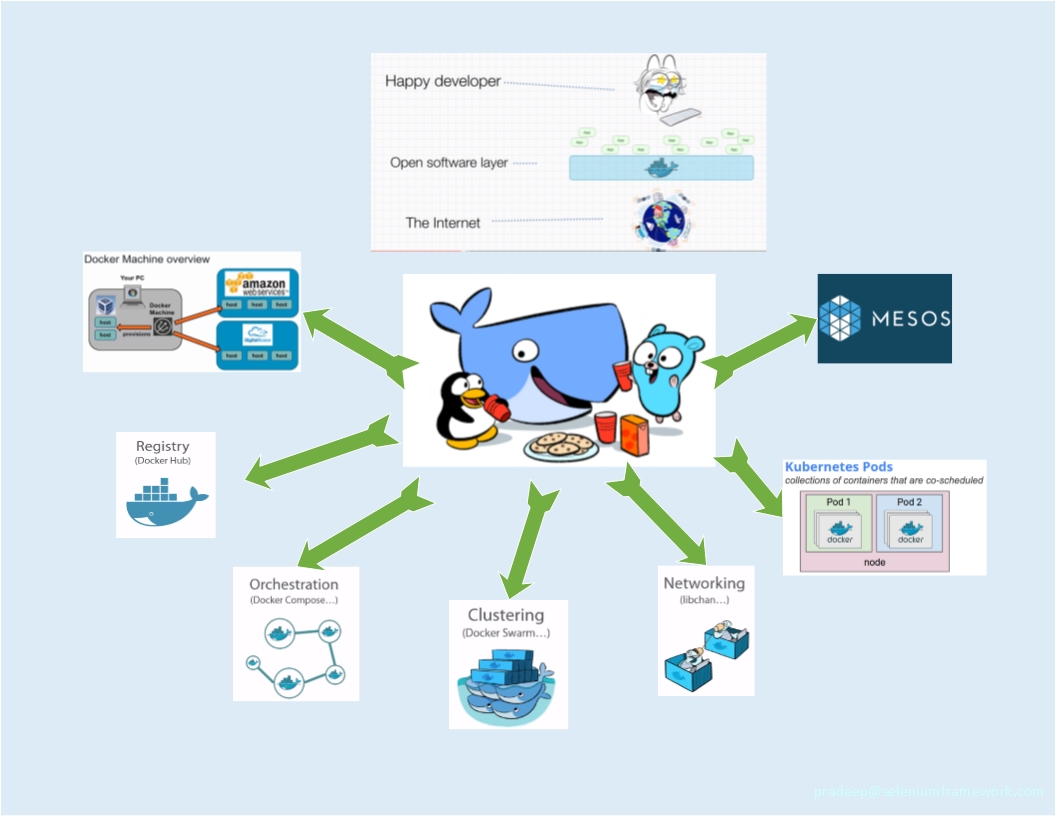 Happy developer
Open software layer
The Internet
Docker Machine overview
Your PC
amazon
webservices
host host host
Docker
Machine
host
host
provisions
host host host
MESOS
Registry
(Docker Hub)
Kubernetes Pods
collections of containers that are co-scheduled
Pod 1 Pod 2
docker docker
node
Orchestration
(Docker Compose...)
Clustering
(Docker Swarm...)
Networking
(libchan...)
pradeep@seleniumframework.com